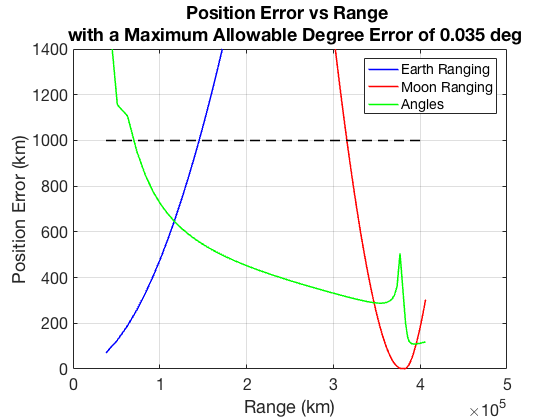 Position Error vs Range
with a Maximum Allowable Degree Error of 0.035 deg
Earth Ranging
Moon Ranging
Angles
Position Error (km)
1400
1200
1000
800
600
400
200
0
0 1 2 3 4 5
×10^5
Range (km)